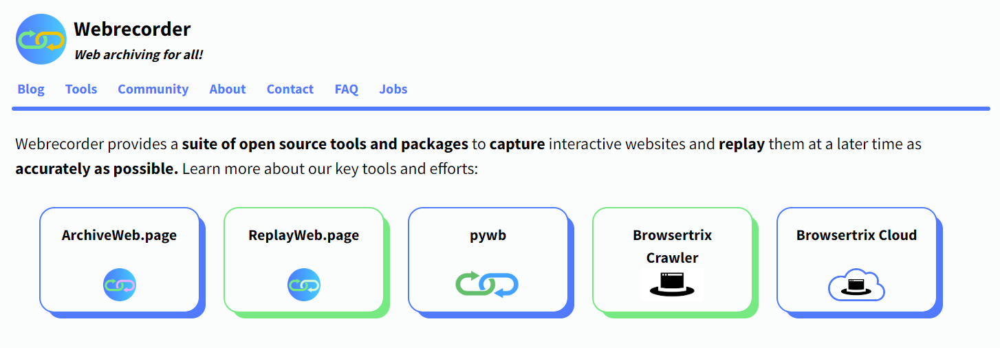 Webrecorder
Web archiving for all!
Blog Tools Community About Contact FAQ Jobs
Webrecorder provides a suite of open source tools and packages to capture interactive websites and replay them at a later time as
accurately as possible. Learn more about our key tools and efforts:
ArchiveWeb.page
ReplayWeb.page
pywb
Browsertrix
Crawler
Browsertrix Cloud